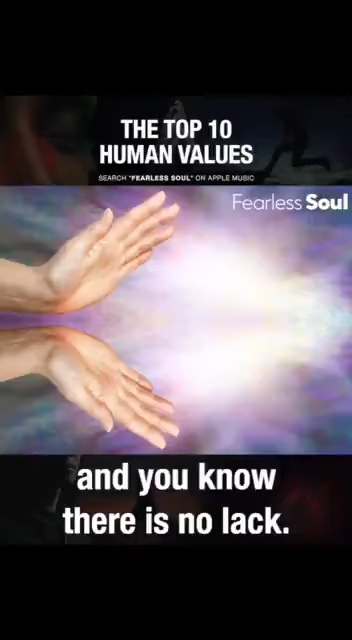 THE TOP 10
HUMAN VALUES
SEARCH "FEARLESS SOUL" ON APPLE MUSIC
Fearless Soul
and you know
there is no lack.